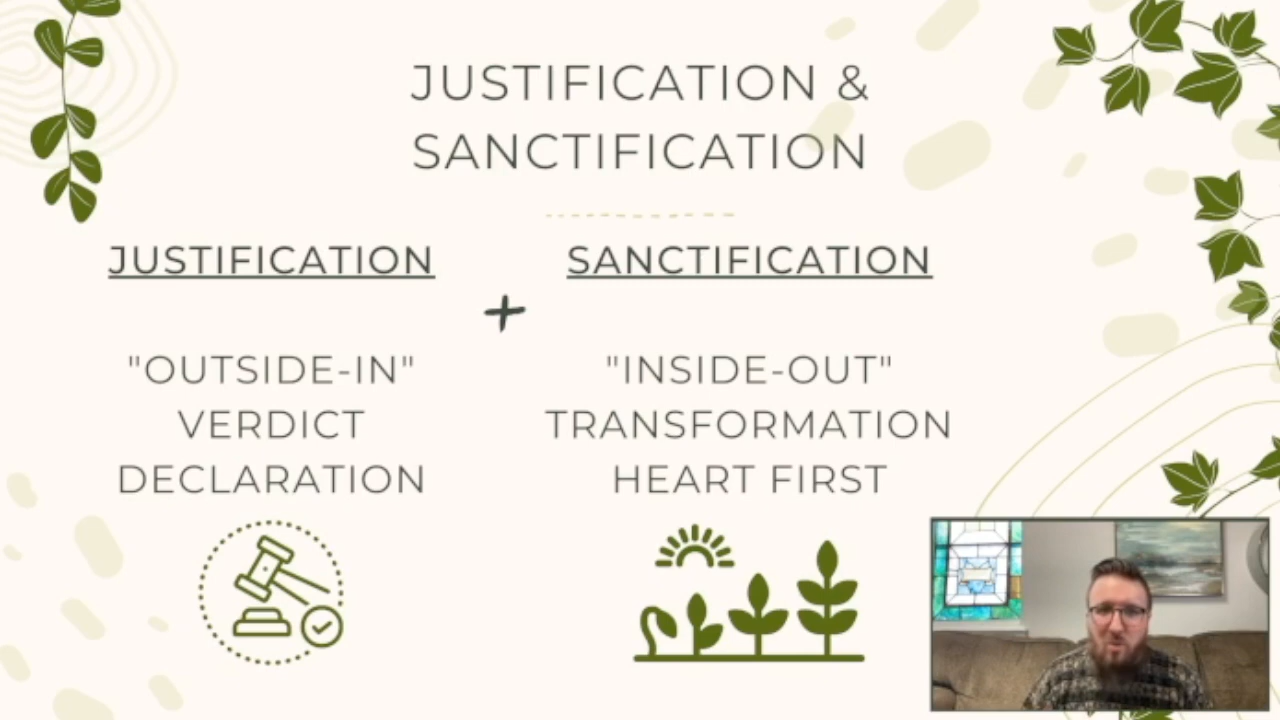 JUSTIFICATION &
SANCTIFICATION
JUSTIFICATION
"OUTSIDE-IN"
VERDICT
DECLARATION
+
SANCTIFICATION
"INSIDE-OUT"
TRANSFORMATION
HEART FIRST